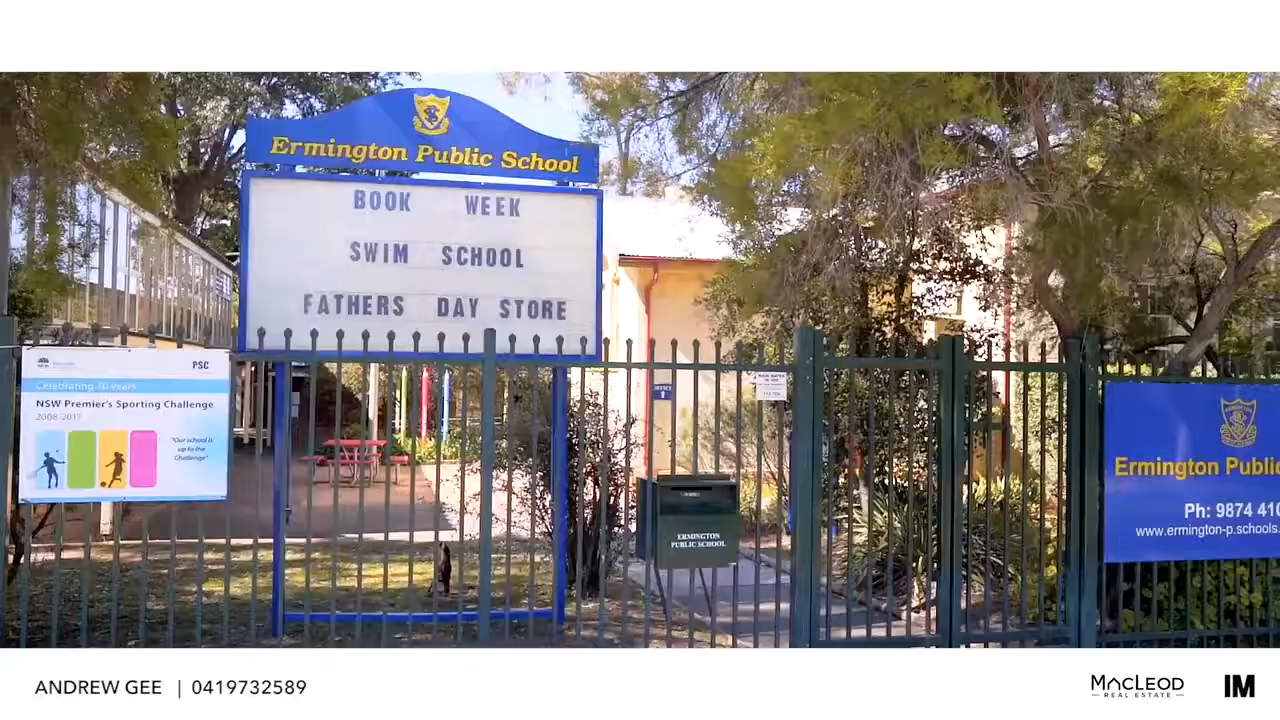 Ermington Public School
BOOK WEEK
SWIM SCHOOL
FATHERS DAY STORE
PSC
Celebrating 10 years
NSW Premier's Sporting Challenge
2008-2017
"Our school is
up to the
Challenge"
OFFICE
ERMINGTON
PUBLIC SCHOOL
Ermington Public
Ph: 9874 410
www.ermington-p.schools.
ANDREW GEE | 0419732589
MACLEOD
REAL ESTATE
IM